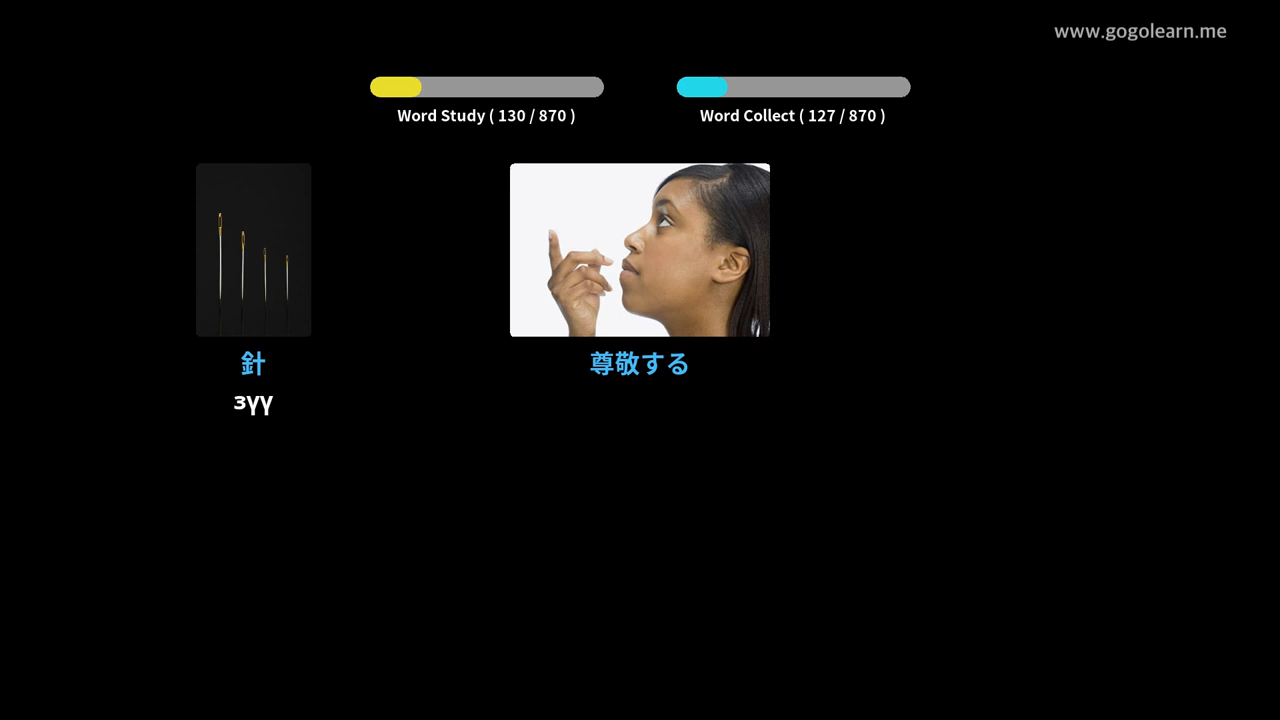 www.gogolearn.me
Word Study ( 130 / 870 )
Word Collect ( 127 / 870 )
針
зүү
尊敬する